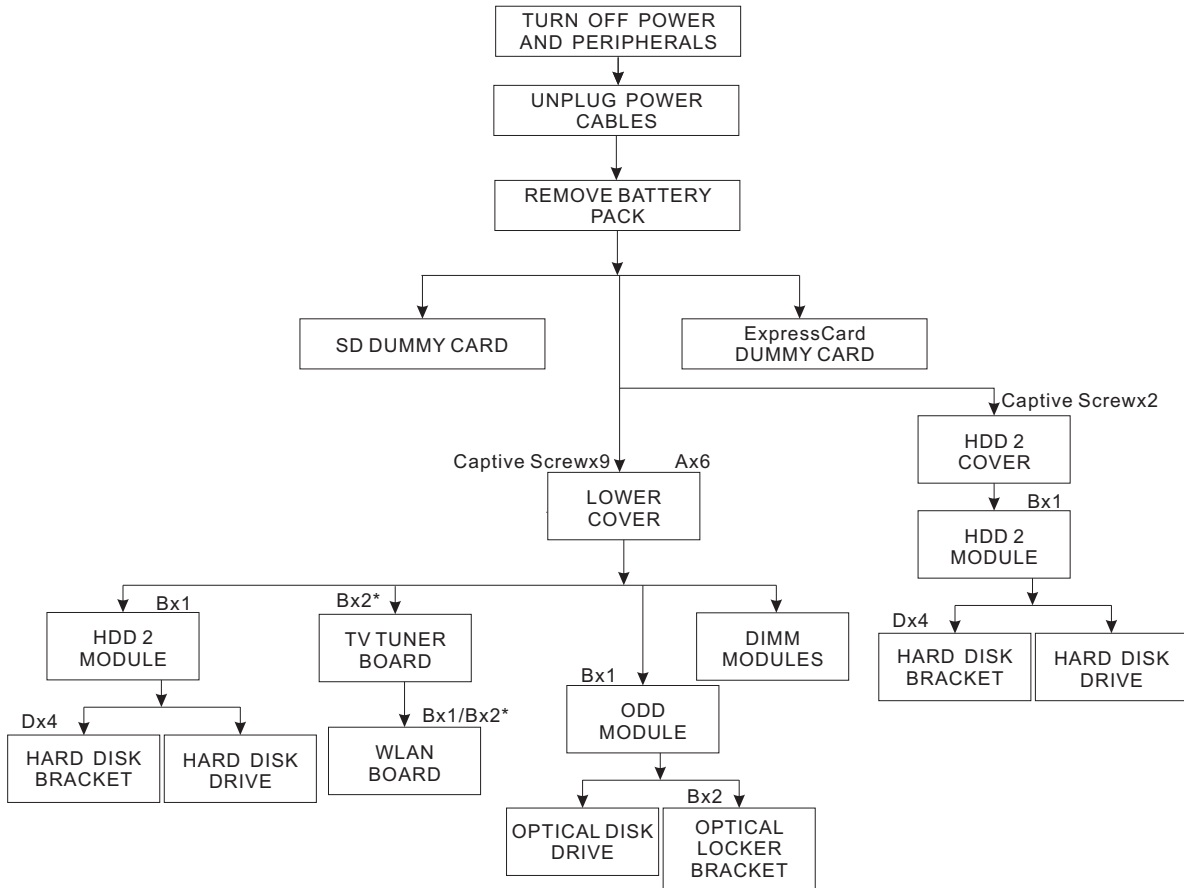 TURN OFF POWER
AND PERIPHERALS
UNPLUG POWER
CABLES
REMOVE BATTERY
PACK
SD DUMMY CARD
ExpressCard
DUMMY CARD
Captive Screwx2
HDD 2
COVER
Captive Screwx9
Ax6
LOWER
COVER
Bx1
HDD 2
MODULE
Bx1
HDD 2
MODULE
Bx2*
TV TUNER
BOARD
DIMM
MODULES
Dx4
HARD DISK
BRACKET
HARD DISK
DRIVE
Bx1
ODD
MODULE
Dx4
HARD DISK
BRACKET
HARD DISK
DRIVE
Bx1/Bx2*
WLAN
BOARD
OPTICAL DISK
DRIVE
Bx2
OPTICAL
LOCKER
BRACKET